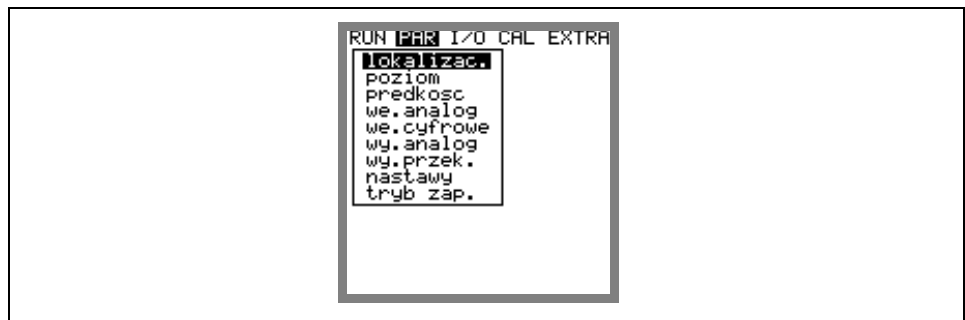 RUN PAR I/O CAL EXTRA
lokalizac.
poziom
predkosc
we.analog
we.cyfrowe
wy.analog
wy.przek.
nastawy
tryb zap.